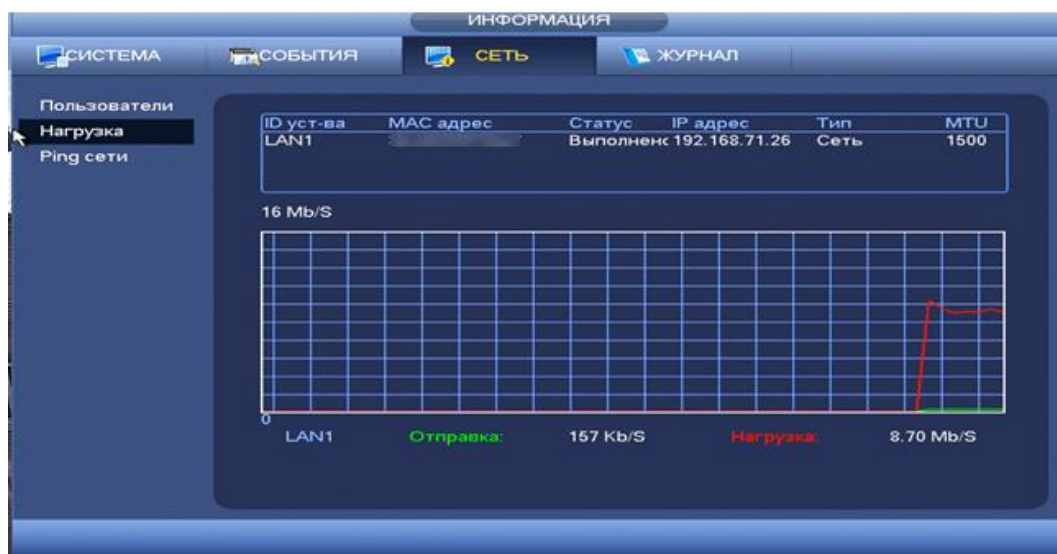 ИНФОРМАЦИЯ
СИСТЕМА СОБЫТИЯ СЕТЬ ЖУРНАЛ
Пользователи
Нагрузка
Ping сети
ID уст-ва MAC адрес Статус IP адрес Тип MTU
LAN1 Выполненс 192.168.71.26 Сеть 1500
16 Mb/S
0
LAN1 Отправка: 157 Kb/S Нагрузка: 8.70 Mb/S